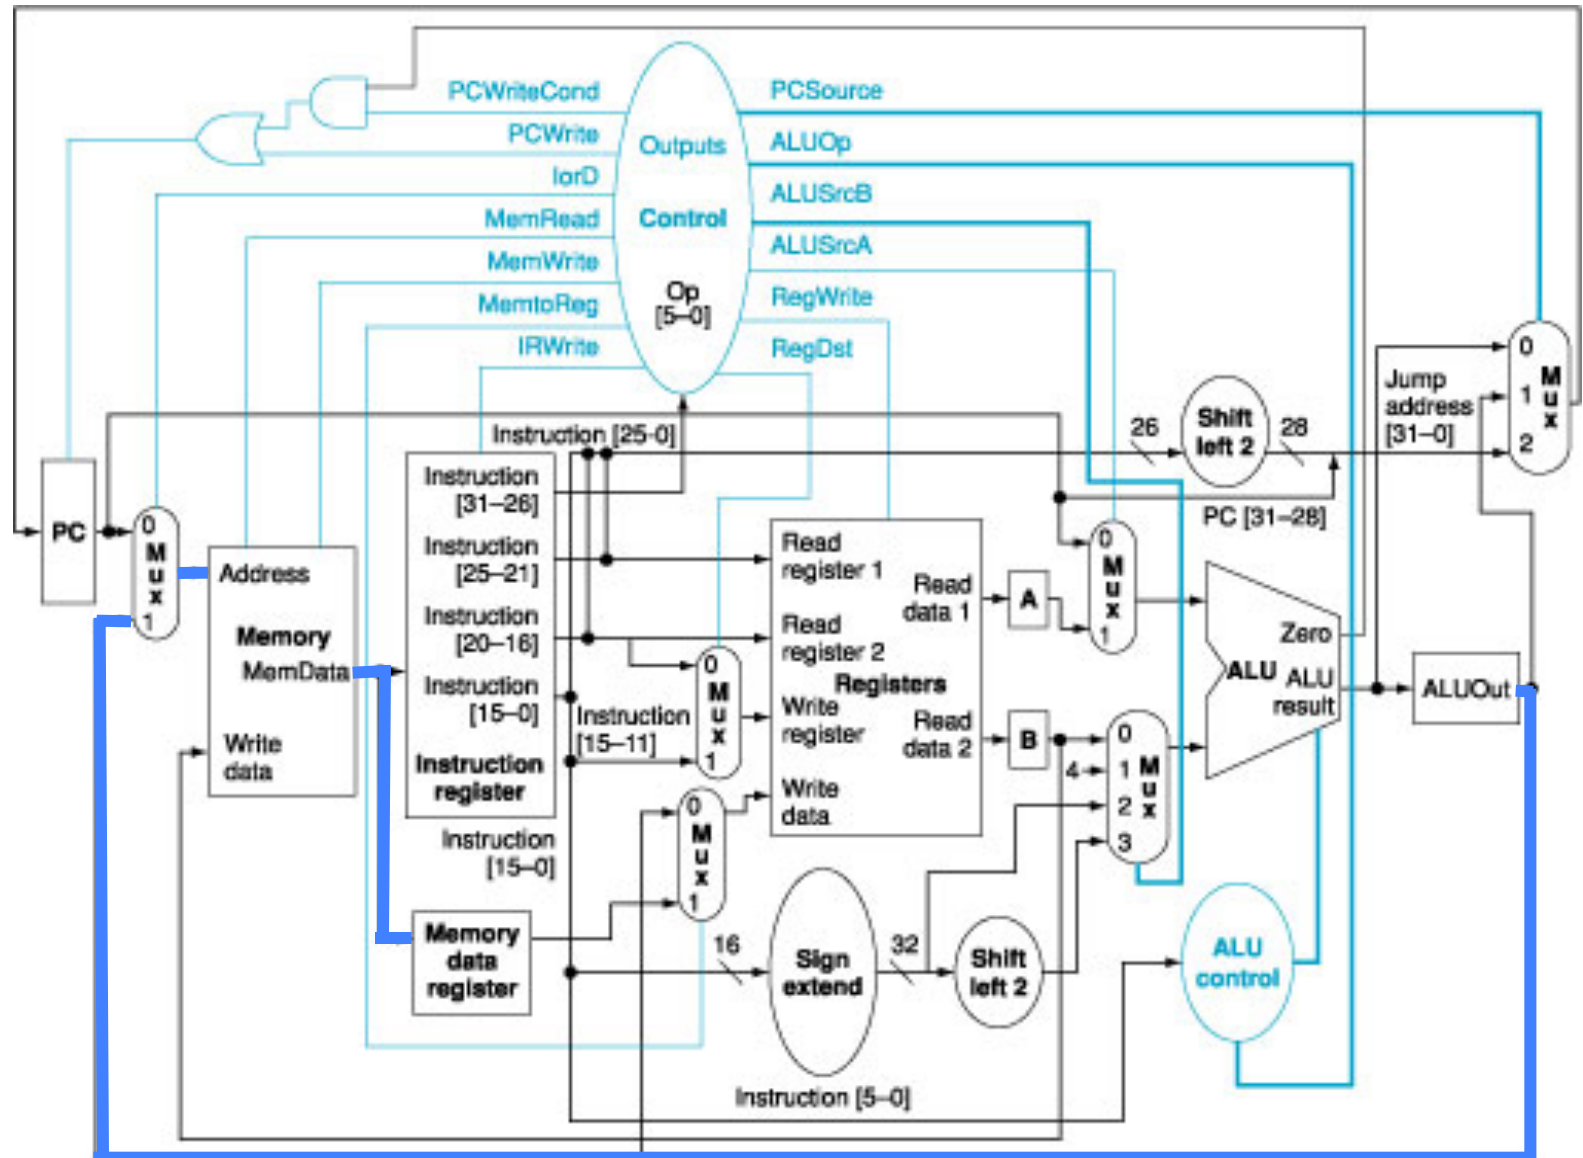 PCWriteCond
PCWrite
IorD
MemRead
MemWrite
MemtoReg
IRWrite
Outputs
Control
Op
[5–0]
PCSource
ALUOp
ALUSrcB
ALUSrcA
RegWrite
RegDst
PC
0
M
u
x
1
Address
Memory
MemData
Write
data
Instruction [25-0]
Instruction
[31–26]
Instruction
[25–21]
Instruction
[20–16]
Instruction
[15–0]
Instruction
register
Instruction
[15–0]
Memory
data
register
Instruction
[15–11]
0
M
u
x
1
0
M
u
x
1
Read
register 1
Read
register 2
Registers
Write
register
Write
data
Read
data 1
Read
data 2
A
B
16
Sign
extend
32
Shift
left 2
Instruction [5–0]
26
Shift
left 2
28
PC [31–28]
0
M
u
x
1
4
0
1
2
3
M
u
x
Zero
ALU
ALU
result
ALU
control
ALUOut
Jump
address
[31–0]
0
1
2
M
u
x